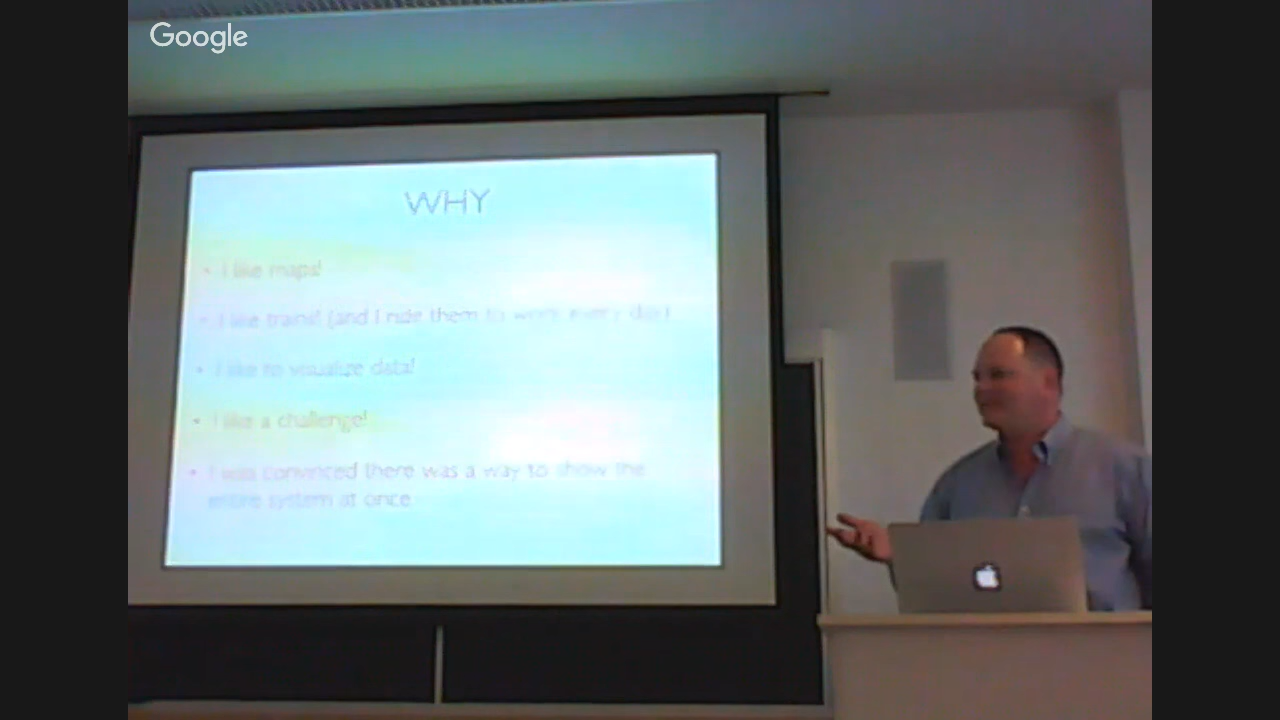 Google
WHY
• I like maps!
• I like trains! (and I ride them to work every day)
• I like to visualize data!
• I like a challenge!
• I was convinced there was a way to show the
entire system at once